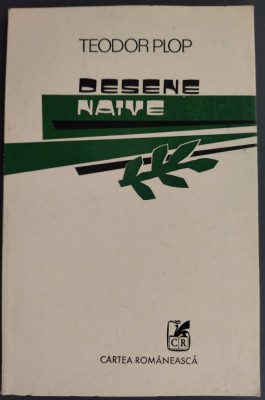 TEODOR PLOP
DESENE
NAIVE
CR
CARTEA ROMÂNEASCĂ